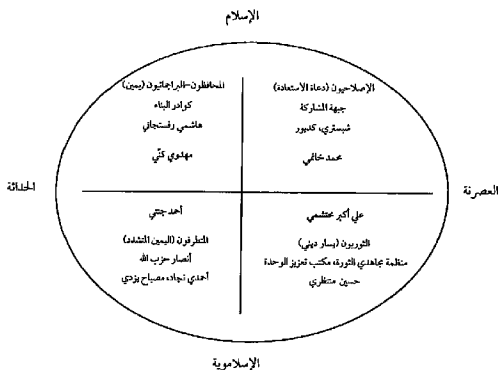 الإسلام
الإصلاحيون (دعاة الاستعادة)
جبهة المشاركة
شبستري، كديور
محمد خاتمي
المحافظون-البراجماتيون (يمين)
كوادر البناء
هاشمي رفسنجاني
مهدوي كنّي
العصرنة
الحداثة
علي أكبر محتشمي
الثوريون (يسار ديني)
منظمة مجاهدي الثورة، مكتب تعزيز الوحدة
حسين منتظري
أحمد جنتي
المتطرفون (اليمين المتشدد)
أنصار حزب الله
أحمدي نجاد، مصباح يزدي
الإسلاموية